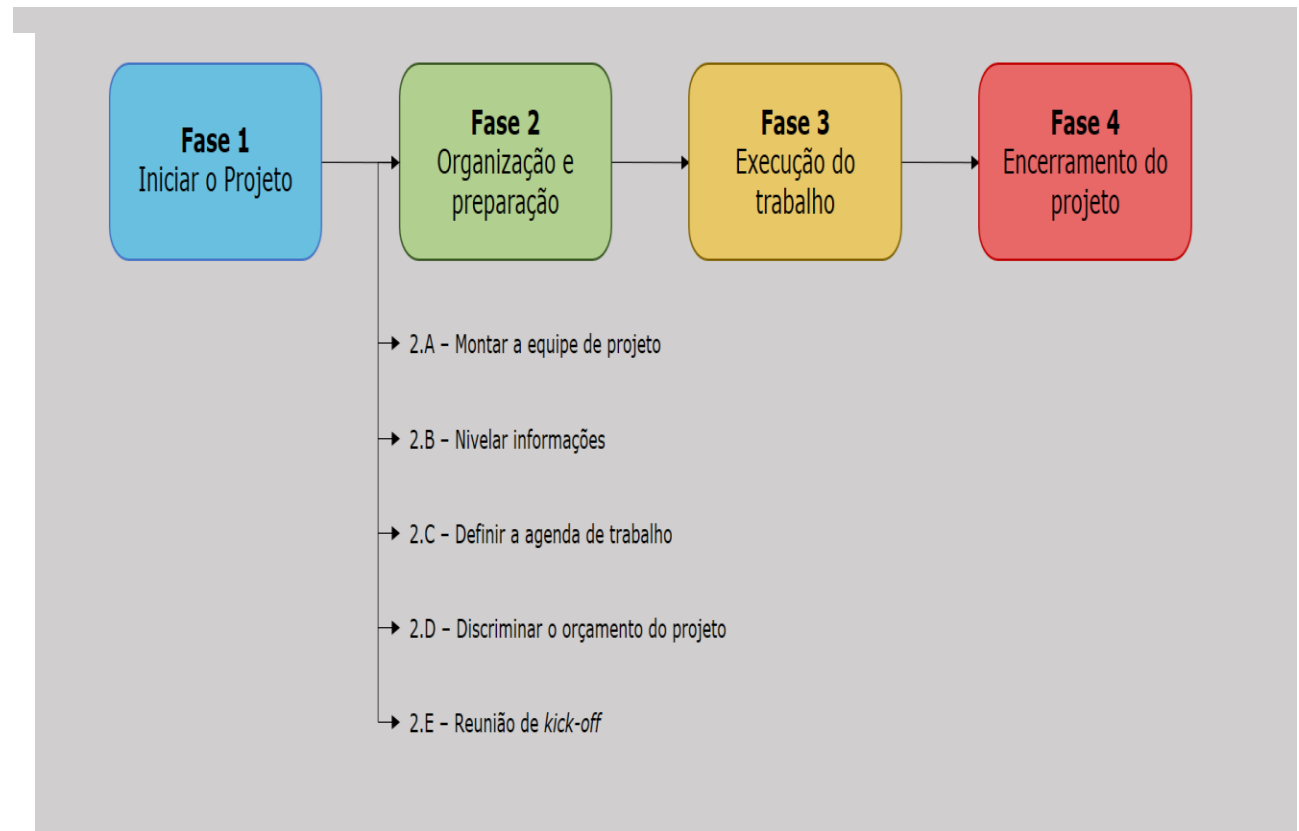 Fase 1
Iniciar o Projeto
Fase 2
Organização e
preparação
Fase 3
Execução do
trabalho
Fase 4
Encerramento do
projeto
2.A – Montar a equipe de projeto
2.B – Nivelar informações
2.C – Definir a agenda de trabalho
2.D – Discriminar o orçamento do projeto
2.E – Reunião de kick-off